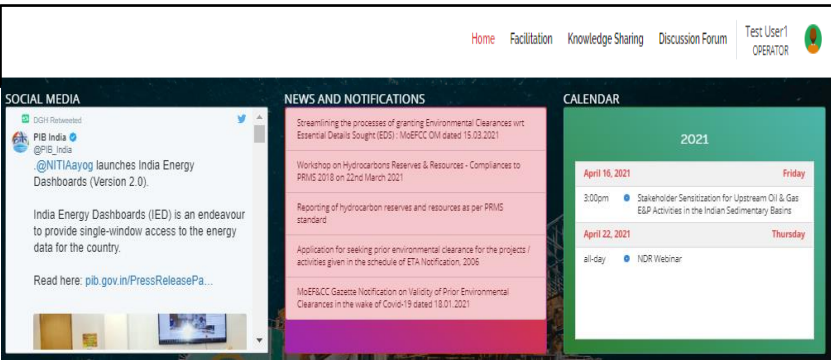 Home Facilitation Knowledge Sharing Discussion Forum Test User1
OPERATOR
SOCIAL MEDIA
DGH Retweeted
PIB India
@PIB_India
.@NITIAayog launches India Energy
Dashboards (Version 2.0).
India Energy Dashboards (IED) is an endeavour
to provide single-window access to the energy
data for the country.
Read here: pib.gov.in/PressReleasePa...
NEWS AND NOTIFICATIONS
Streamlining the processes of granting Environmental Clearances wrt
Essential Details Sought (EDS) : MoEFCC OM dated 15.03.2021
Workshop on Hydrocarbons Reserves & Resources - Compliances to
PRMS 2018 on 22nd March 2021
Reporting of hydrocarbon reserves and resources as per PRMS
standard
Application for seeking prior environmental clearance for the projects /
activities given in the schedule of ETA Notification, 2006
MoEF&CC Gazette Notification on Validity of Prior Environmental
Clearances in the wake of Covid-19 dated 18.01.2021
CALENDAR
2021
April 16, 2021 Friday
3:00pm Stakeholder Sensitization for Upstream Oil & Gas
E&P Activities in the Indian Sedimentary Basins
April 22, 2021 Thursday
all-day NDR Webinar